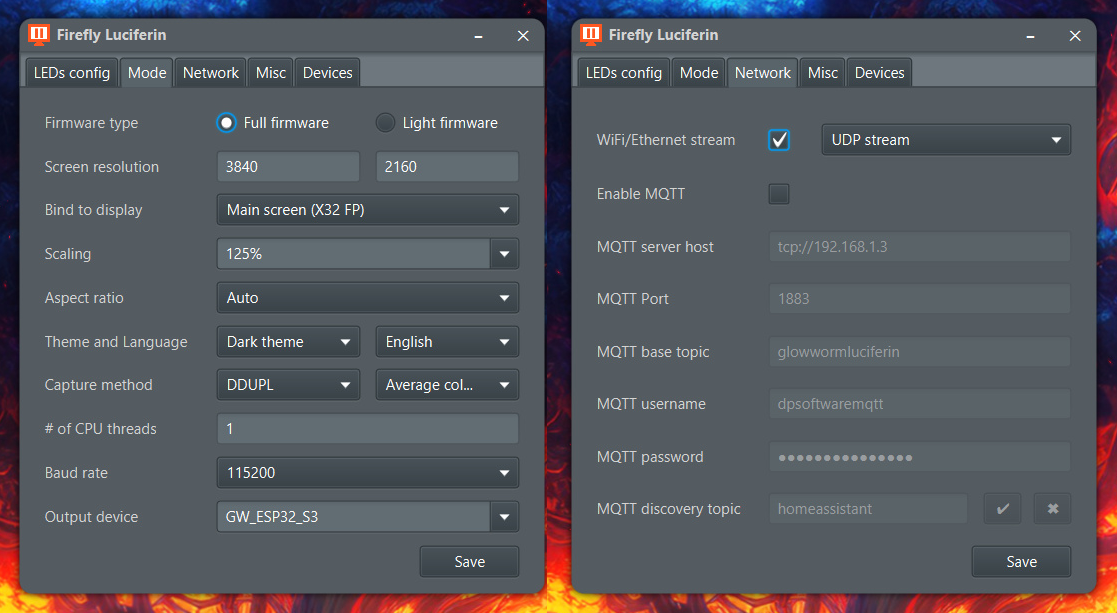 Firefly Luciferin
LEDs config Mode Network Misc Devices
Firmware type Full firmware Light firmware
Screen resolution 3840 2160
Bind to display Main screen (X32 FP)
Scaling 125%
Aspect ratio Auto
Theme and Language Dark theme English
Capture method DDUPL Average col...
# of CPU threads 1
Baud rate 115200
Output device GW_ESP32_S3
Save
Firefly Luciferin
LEDs config Mode Network Misc Devices
WiFi/Ethernet stream UDP stream
Enable MQTT
MQTT server host tcp://192.168.1.3
MQTT Port 1883
MQTT base topic glowwormluciferin
MQTT username dpsoftwaremqtt
MQTT password
MQTT discovery topic homeassistant
Save